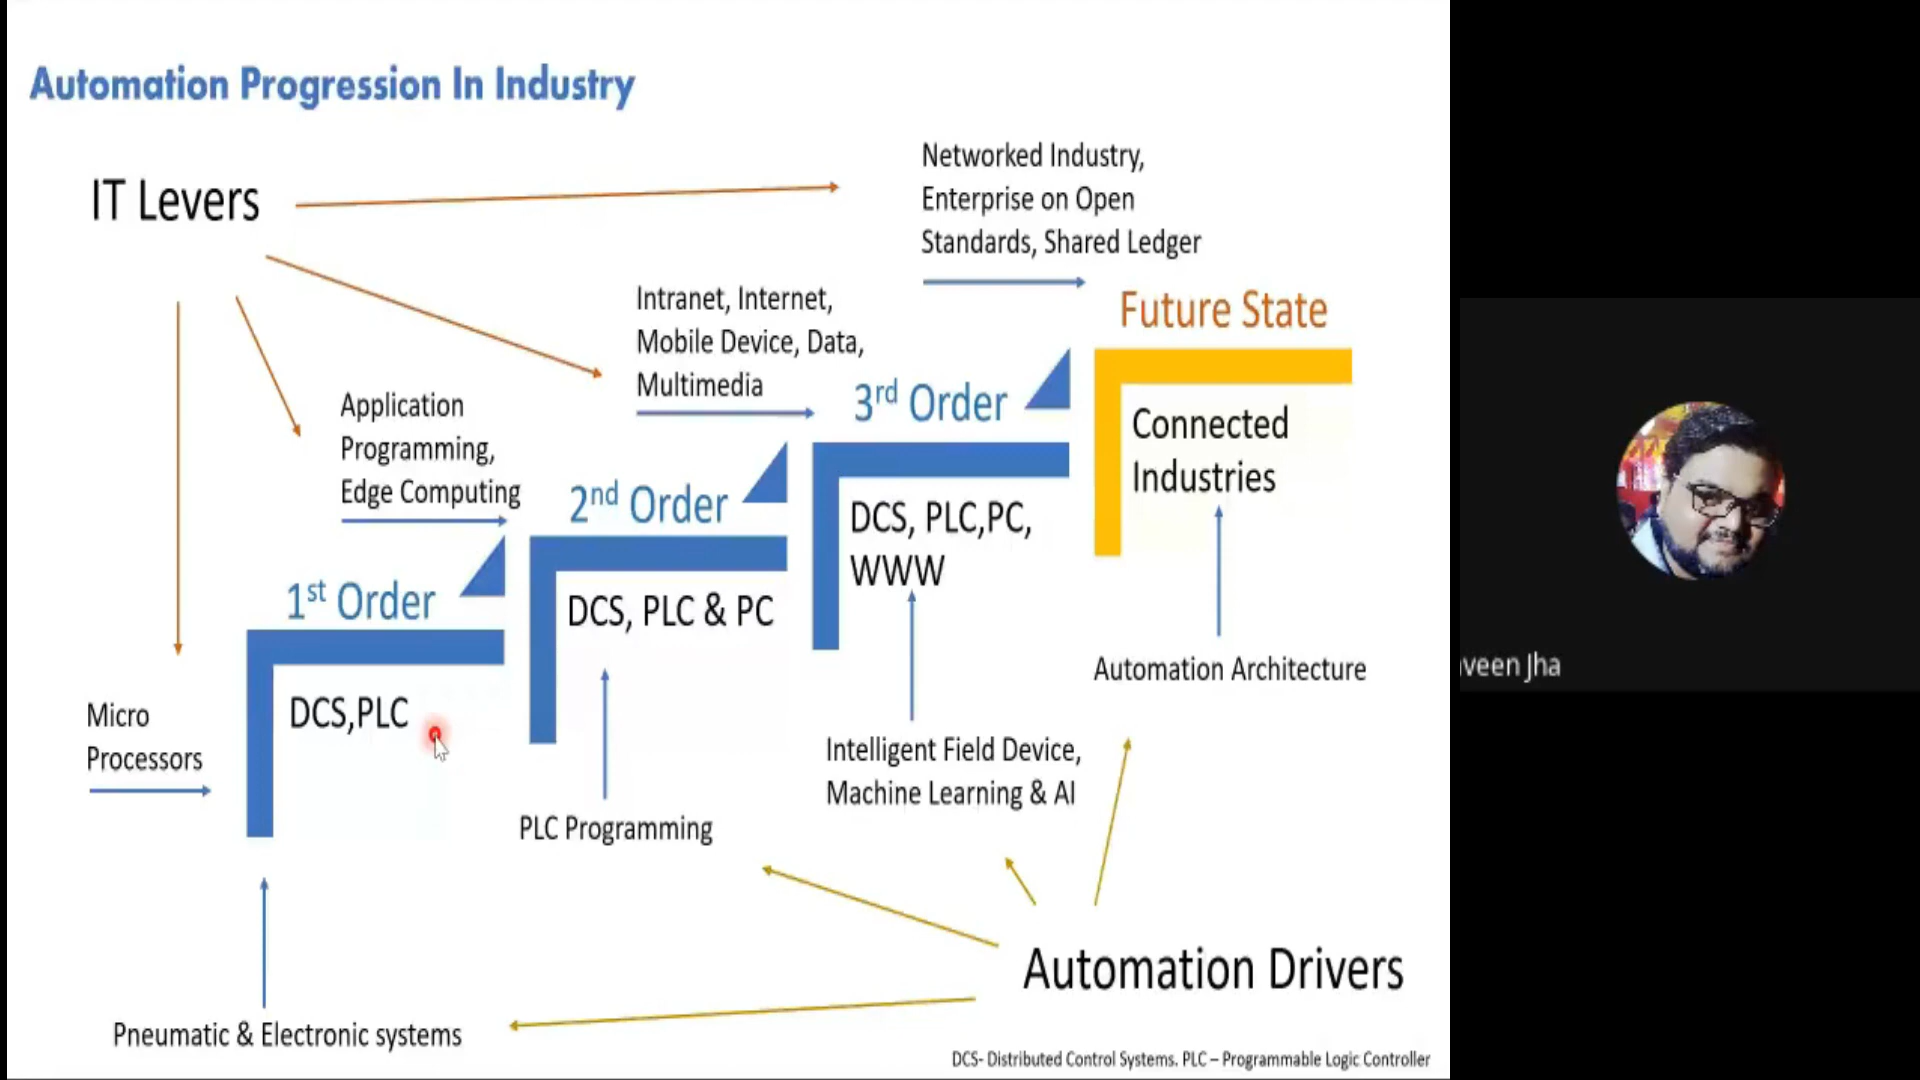 Automation Progression In Industry
IT Levers
Networked Industry,
Enterprise on Open
Standards, Shared Ledger
Future State
Connected
Industries
Automation Architecture
Intranet, Internet,
Mobile Device, Data,
Multimedia
3rd Order
DCS, PLC,PC,
WWW
Intelligent Field Device,
Machine Learning & AI
Application
Programming,
Edge Computing
2nd Order
DCS, PLC & PC
PLC Programming
1st Order
DCS,PLC
Micro
Processors
Pneumatic & Electronic systems
Automation Drivers
DCS- Distributed Control Systems. PLC – Programmable Logic Controller
veen Jha